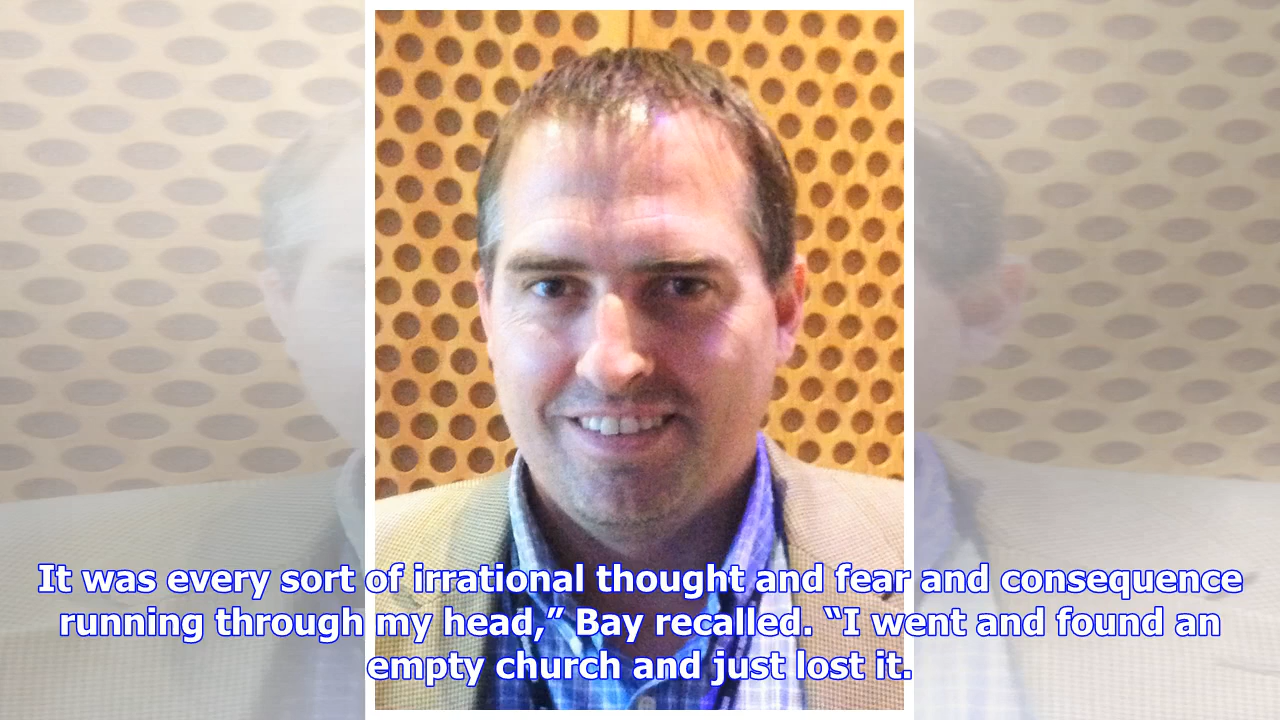 It was every sort of irrational thought and fear and consequence
running through my head,” Bay recalled. “I went and found an
empty church and just lost it.